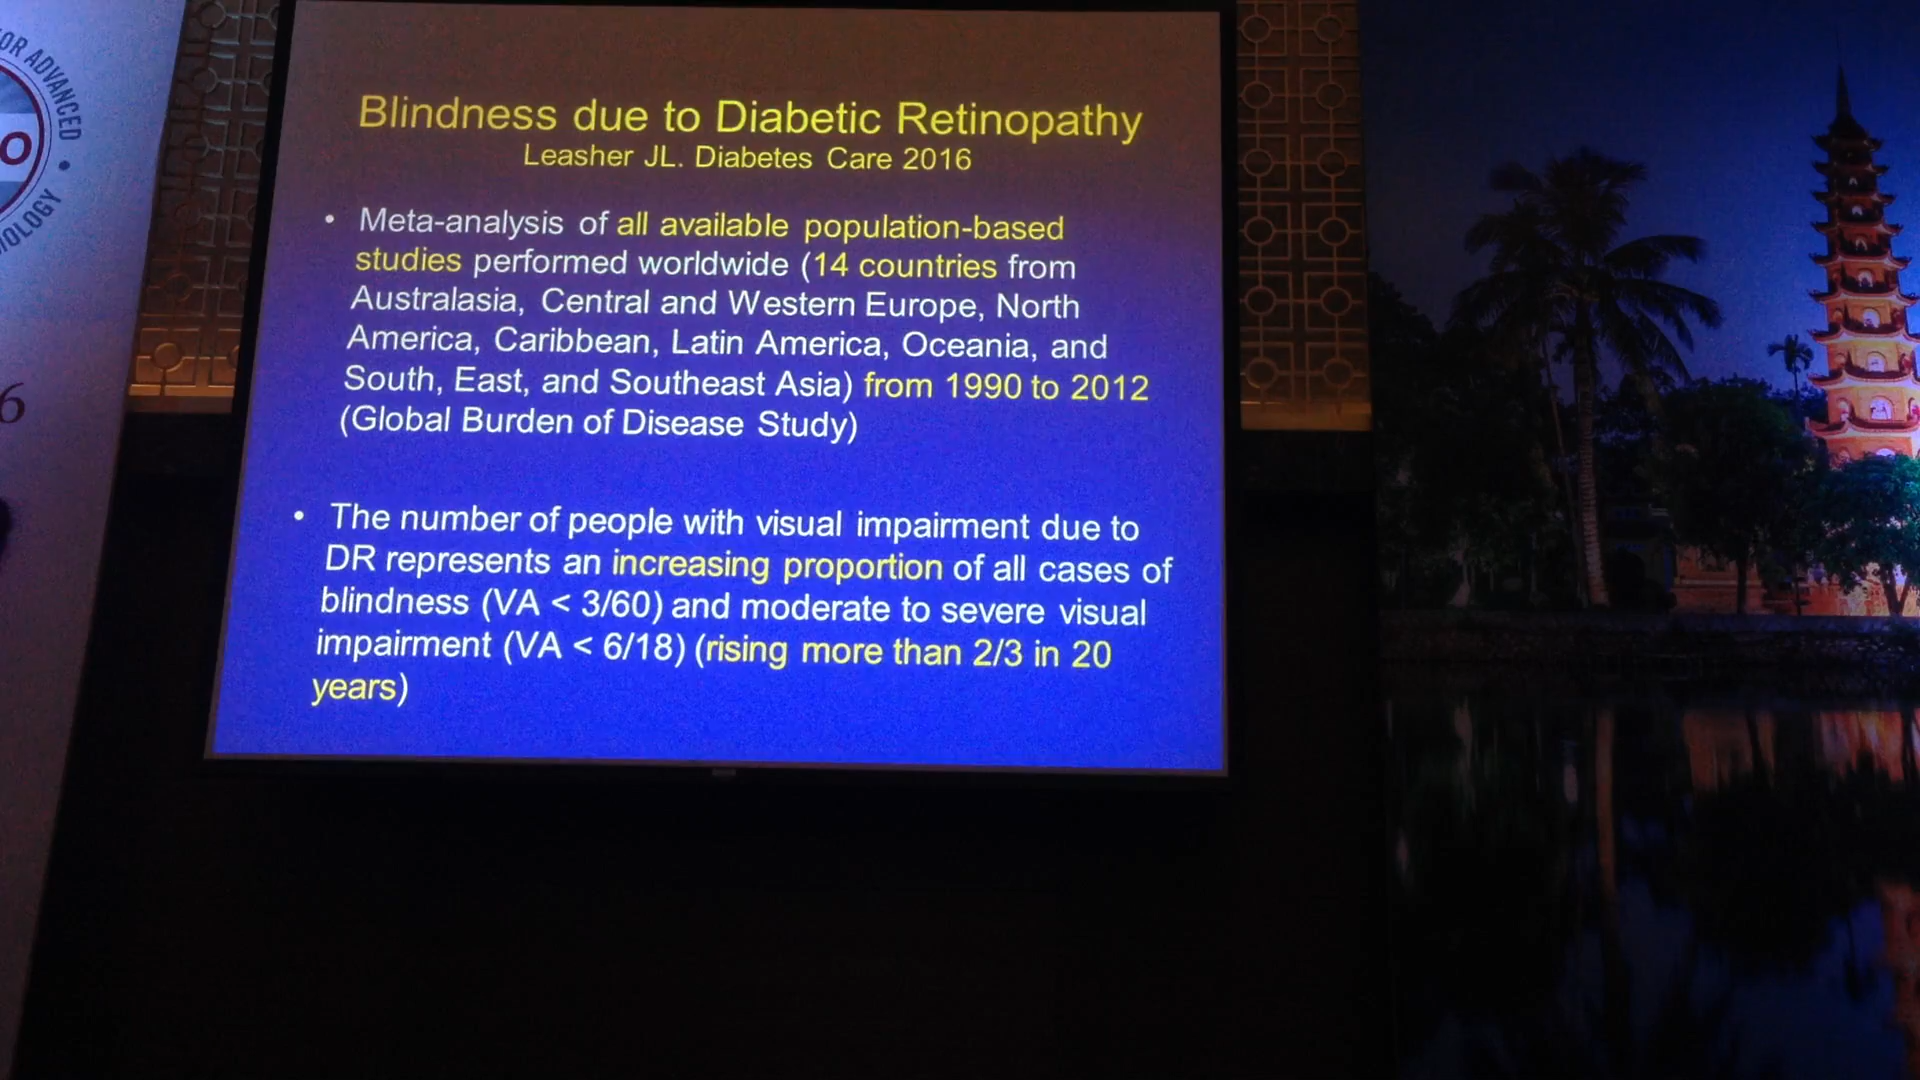 OR ADVANCED
O
IOLOGY
6
Blindness due to Diabetic Retinopathy
Leasher JL. Diabetes Care 2016
• Meta-analysis of all available population-based
studies performed worldwide (14 countries from
Australasia, Central and Western Europe, North
America, Caribbean, Latin America, Oceania, and
South, East, and Southeast Asia) from 1990 to 2012
(Global Burden of Disease Study)
• The number of people with visual impairment due to
DR represents an increasing proportion of all cases of
blindness (VA < 3/60) and moderate to severe visual
impairment (VA < 6/18) (rising more than 2/3 in 20
years)